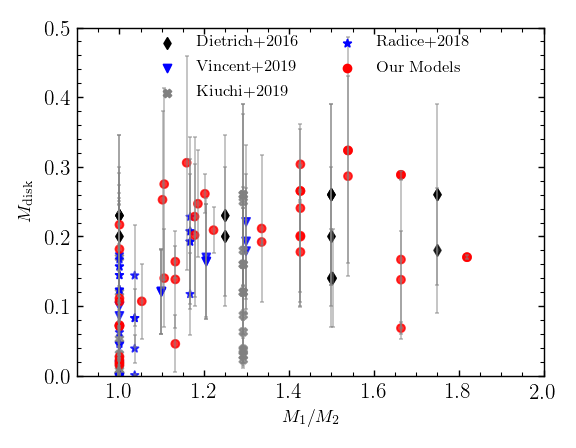 Dietrich+2016
Vincent+2019
Kiuchi+2019
Radice+2018
Our Models
M_disk
0.5
0.4
0.3
0.2
0.1
0.0
1.0 1.2 1.4 1.6 1.8 2.0
M_1/M_2